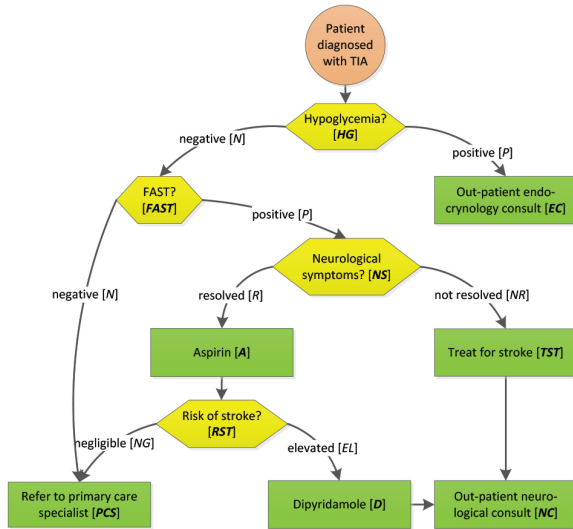 Patient
diagnosed
with TIA
Hypoglycemia?
[HG]
negative [N]
positive [P]
FAST?
[FAST]
Out-patient endo-
crynology consult [EC]
positive [P]
Neurological
symptoms? [NS]
negative [N]
resolved [R]
not resolved [NR]
Aspirin [A]
Treat for stroke [TST]
Risk of stroke?
[RST]
negligible [NG]
elevated [EL]
Refer to primary care
specialist [PCS]
Dipyridamole [D]
Out-patient neuro-
logical consult [NC]